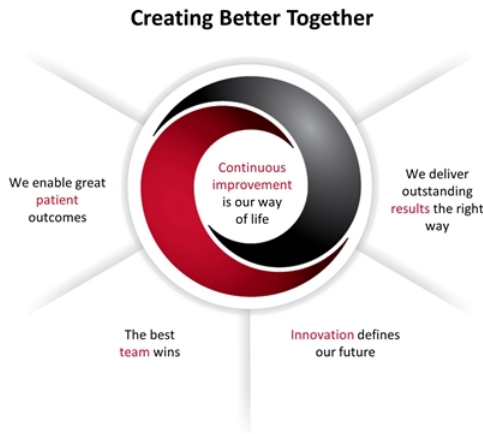 Creating Better Together
Continuous
improvement
is our way
of life
We enable great
patient
outcomes
We deliver
outstanding
results the right
way
The best
team wins
Innovation defines
our future